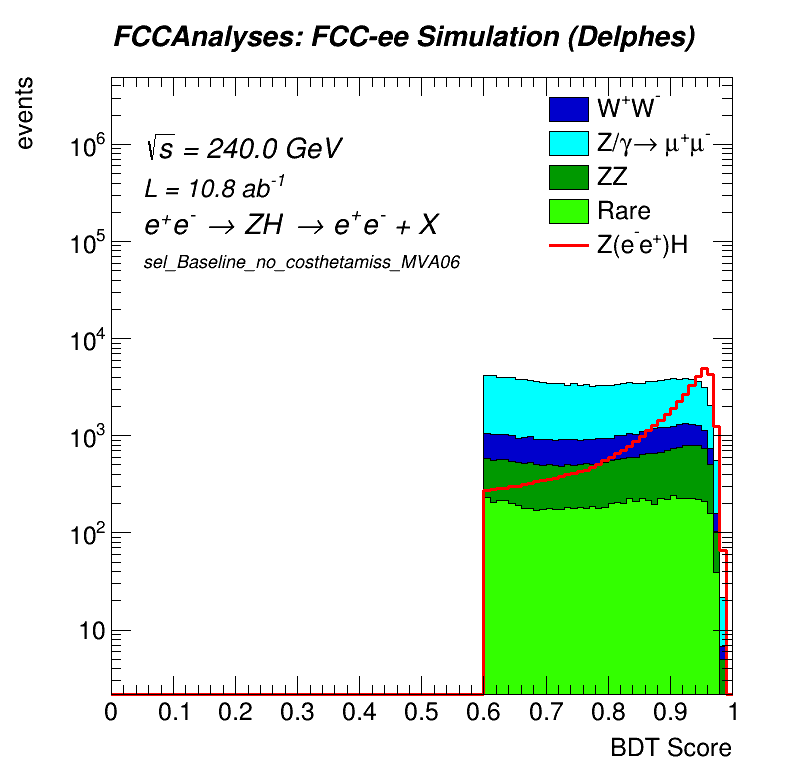 FCCAnalyses: FCC-ee Simulation (Delphes)
events
√s = 240.0 GeV
L = 10.8 ab⁻¹
e⁺e⁻ → ZH → e⁺e⁻ + X
sel_Baseline_no_costhetamiss_MVA06
W⁺W⁻
Z/γ→ μ⁺μ⁻
ZZ
Rare
Z(e⁻e⁺)H
10⁶
10⁵
10⁴
10³
10²
10
0 0.1 0.2 0.3 0.4 0.5 0.6 0.7 0.8 0.9 1
BDT Score